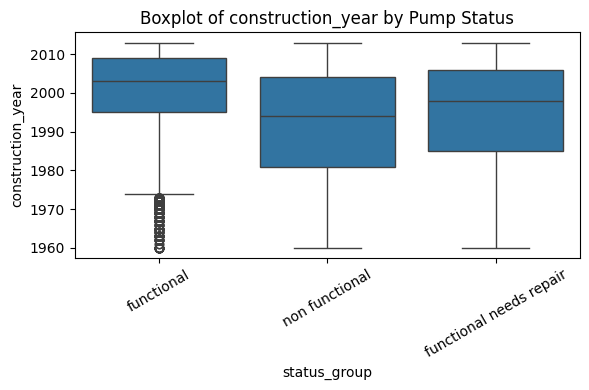 Boxplot of construction_year by Pump Status
construction_year
2010
2000
1990
1980
1970
1960
functional
non functional
functional needs repair
status_group